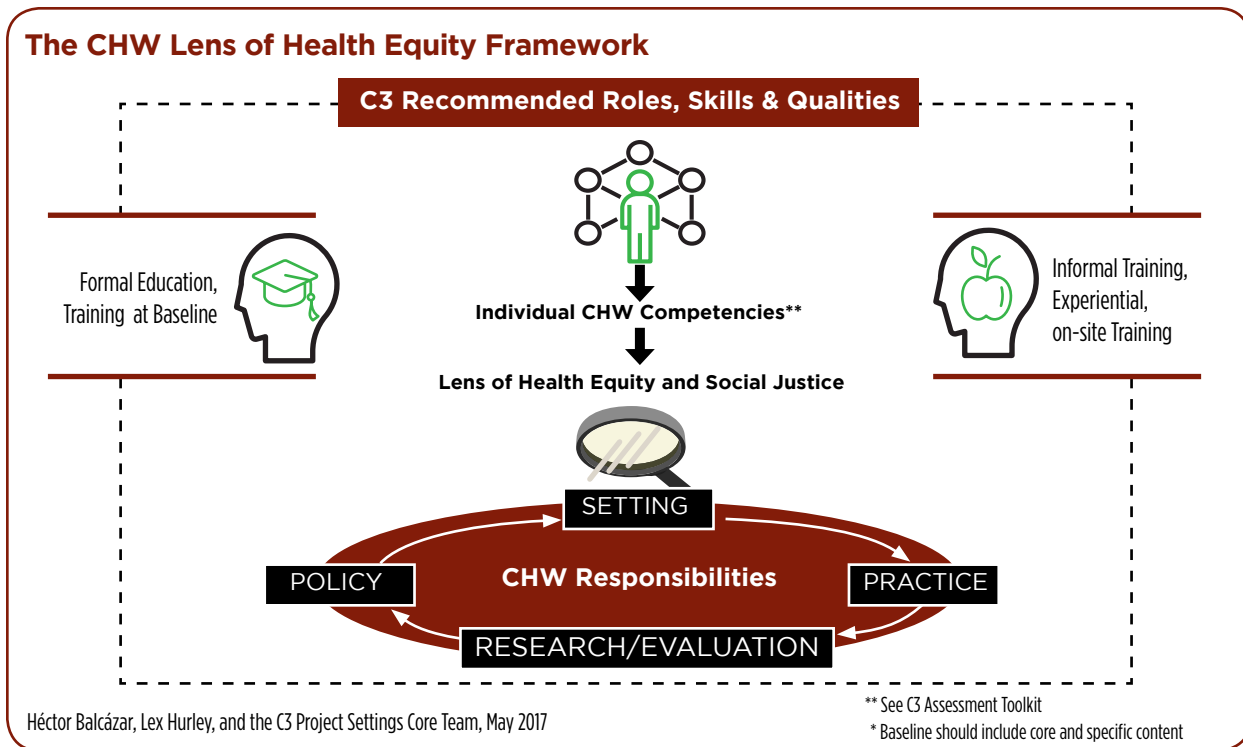 The CHW Lens of Health Equity Framework
C3 Recommended Roles, Skills & Qualities
Formal Education,
Training at Baseline
Informal Training,
Experiential,
on-site Training
Individual CHW Competencies**
Lens of Health Equity and Social Justice
SETTING
POLICY
CHW Responsibilities
PRACTICE
RESEARCH/EVALUATION
Héctor Balcázar, Lex Hurley, and the C3 Project Settings Core Team, May 2017
** See C3 Assessment Toolkit
* Baseline should include core and specific content